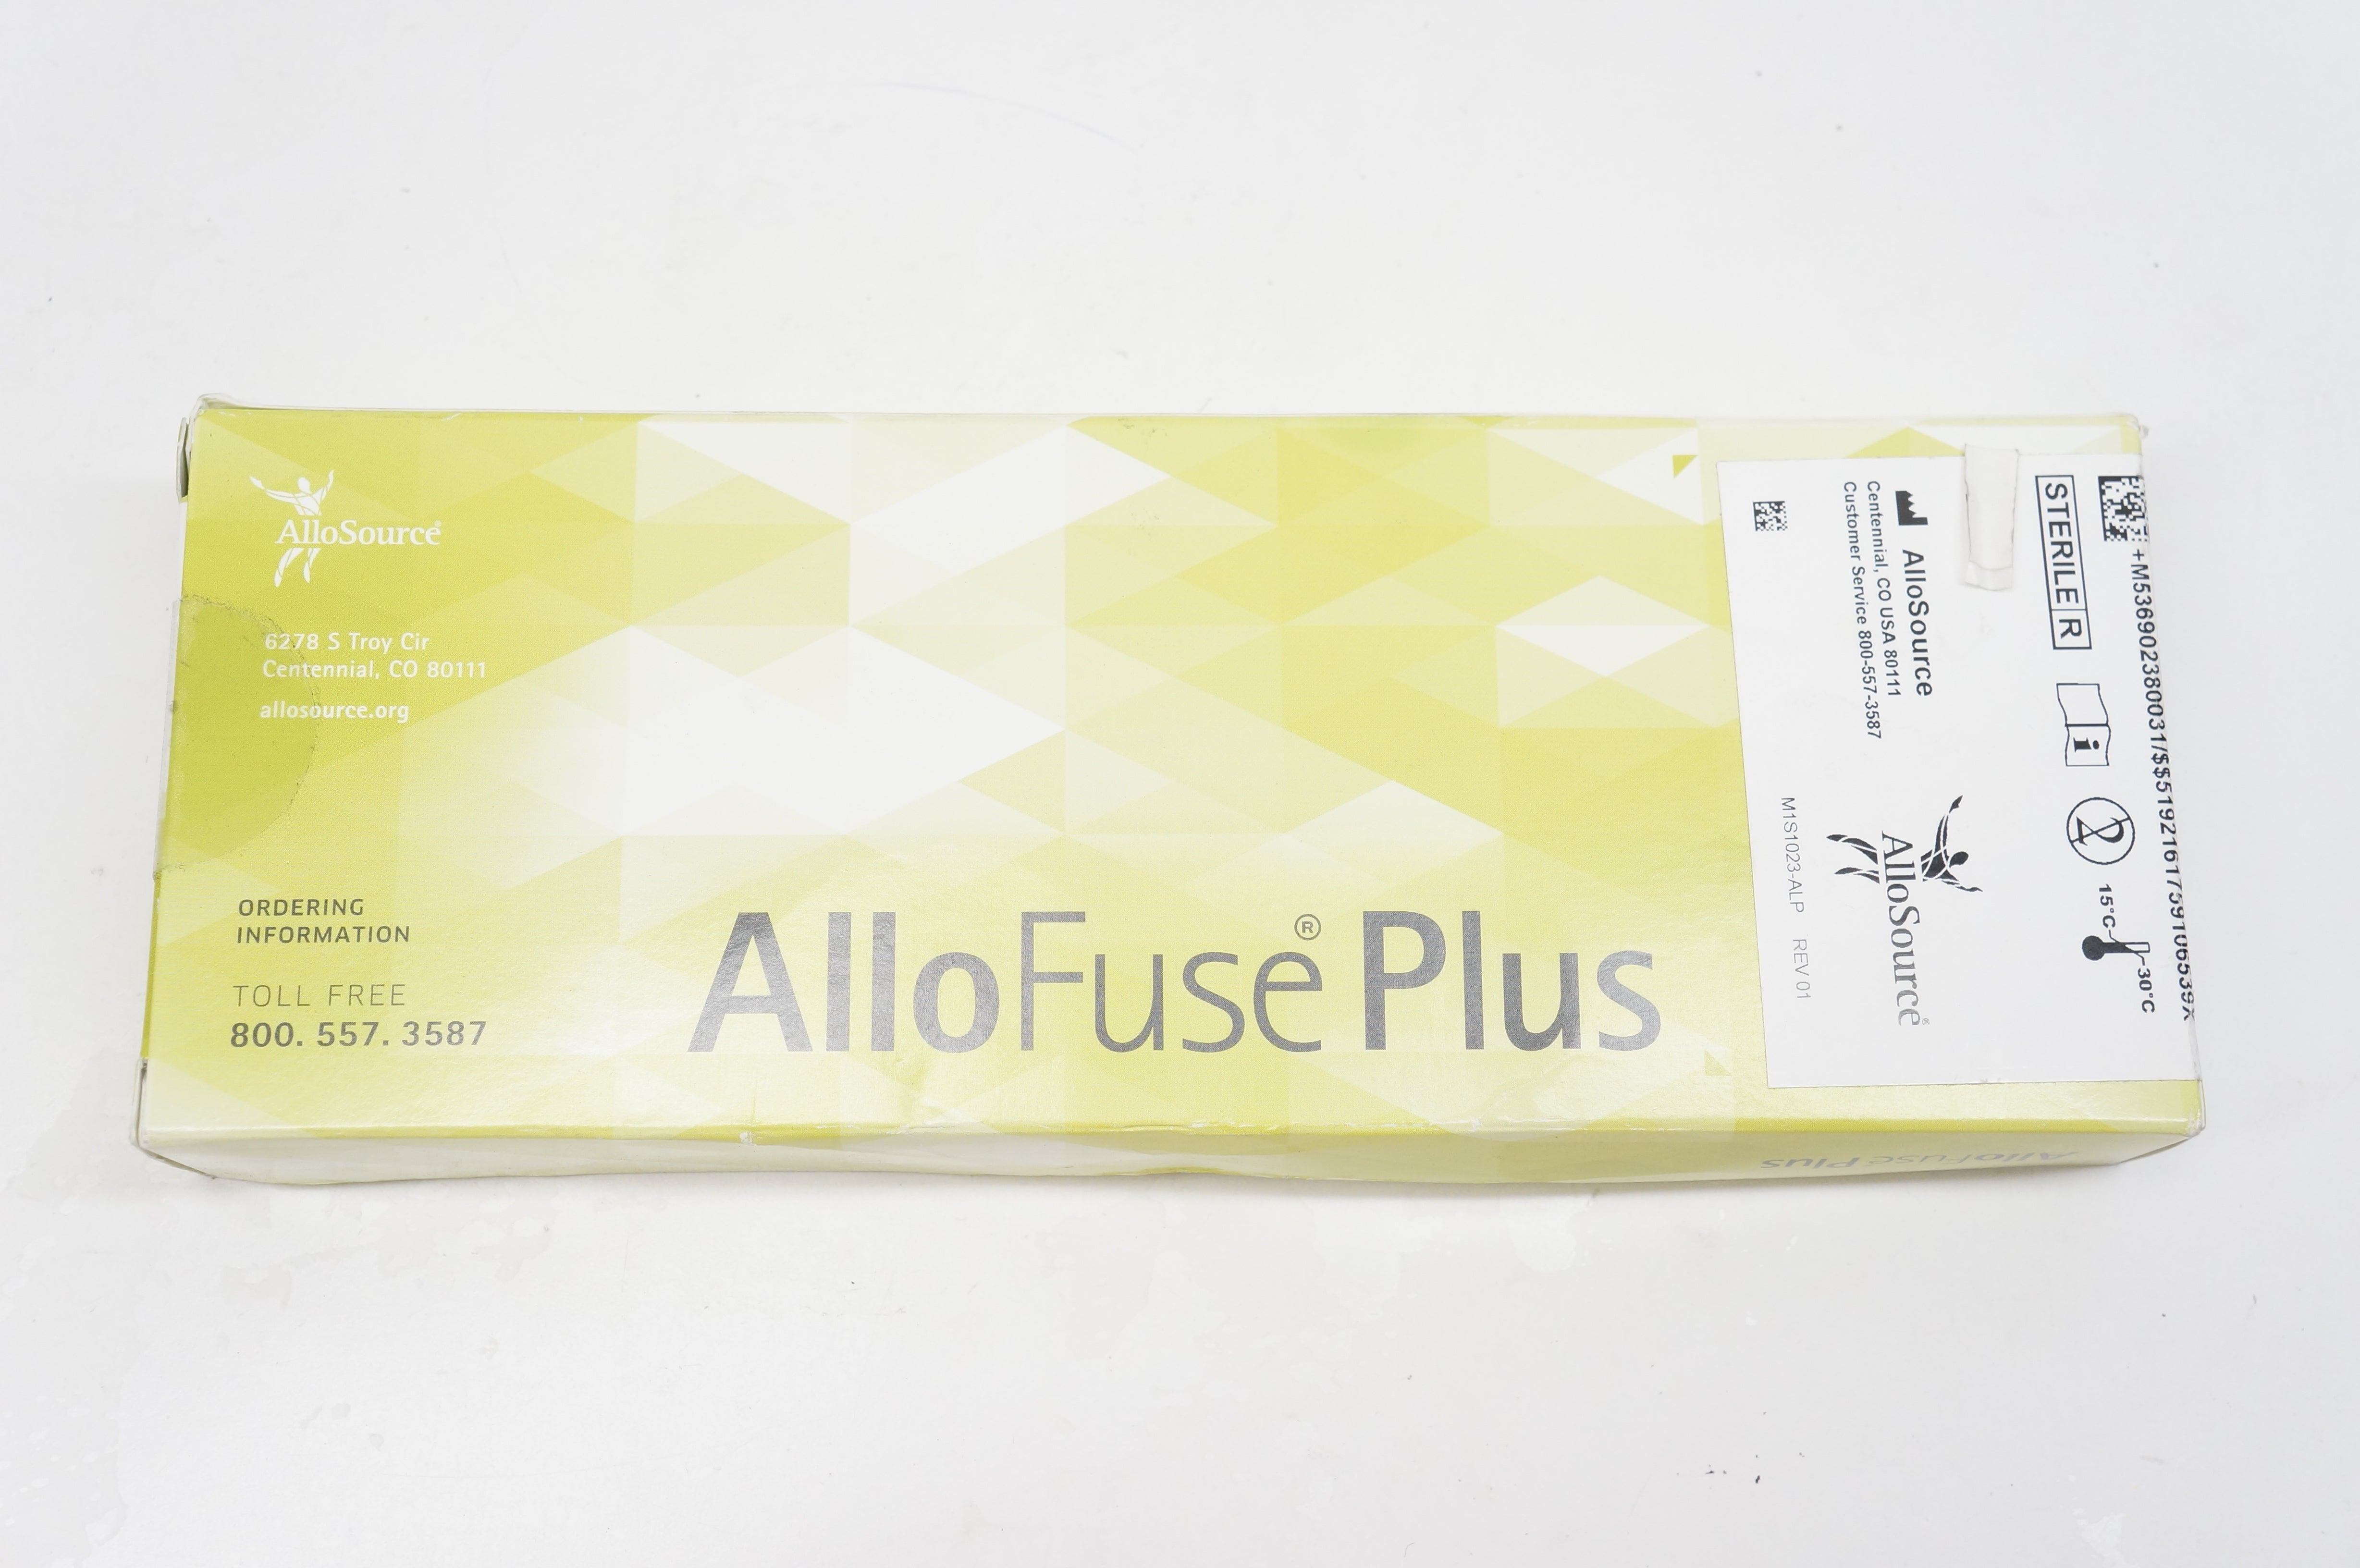 AlloSource®
6278 S Troy Cir
Centennial, CO 80111
allosource.org
ORDERING
INFORMATION
TOLL FREE
800. 557. 3587
AlloFuse® Plus
AlloSource
Centennial, CO USA 80111
Customer Service 800-557-3587
AlloSource®
M1S1023-ALP REV.01
STERILE R
i
2
15°C
30°C
AlloFuse Plus